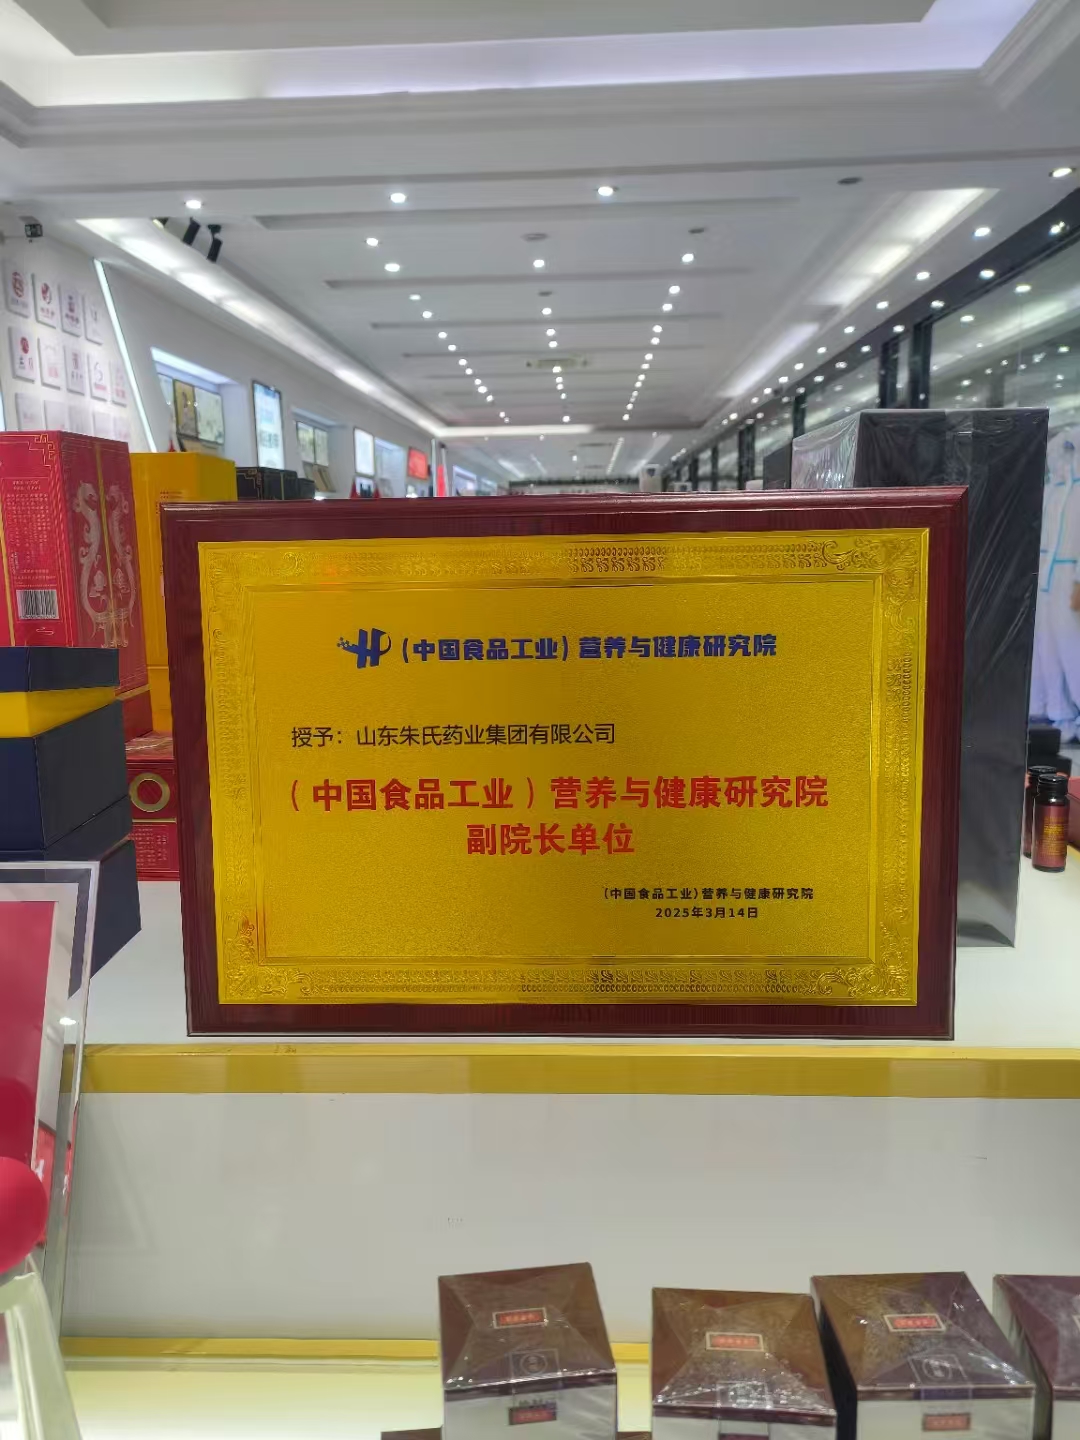 （中国食品工业）营养与健康研究院
授予：山东朱氏药业集团有限公司
（中国食品工业）营养与健康研究院
副院长单位
（中国食品工业）营养与健康研究院
2025年3月14日